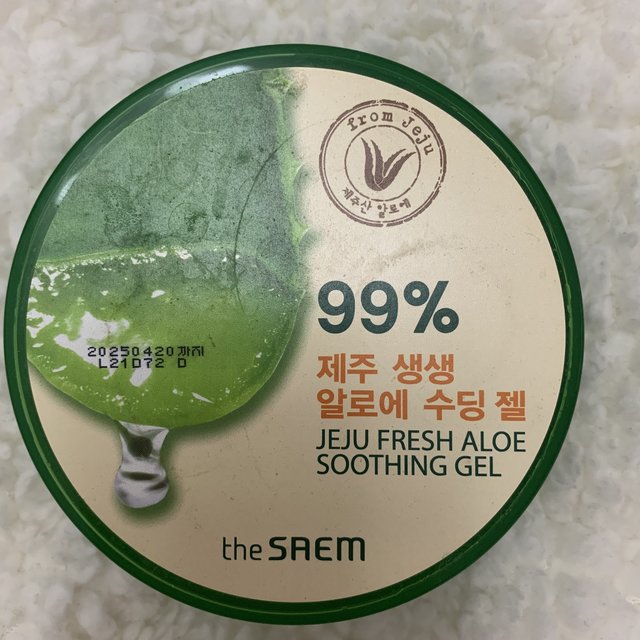 from Jeju
제주산 알로에
99%
제주 생생
알로에 수딩 젤
JEJU FRESH ALOE
SOOTHING GEL
20250420까지
L21D72 D
the SAEM